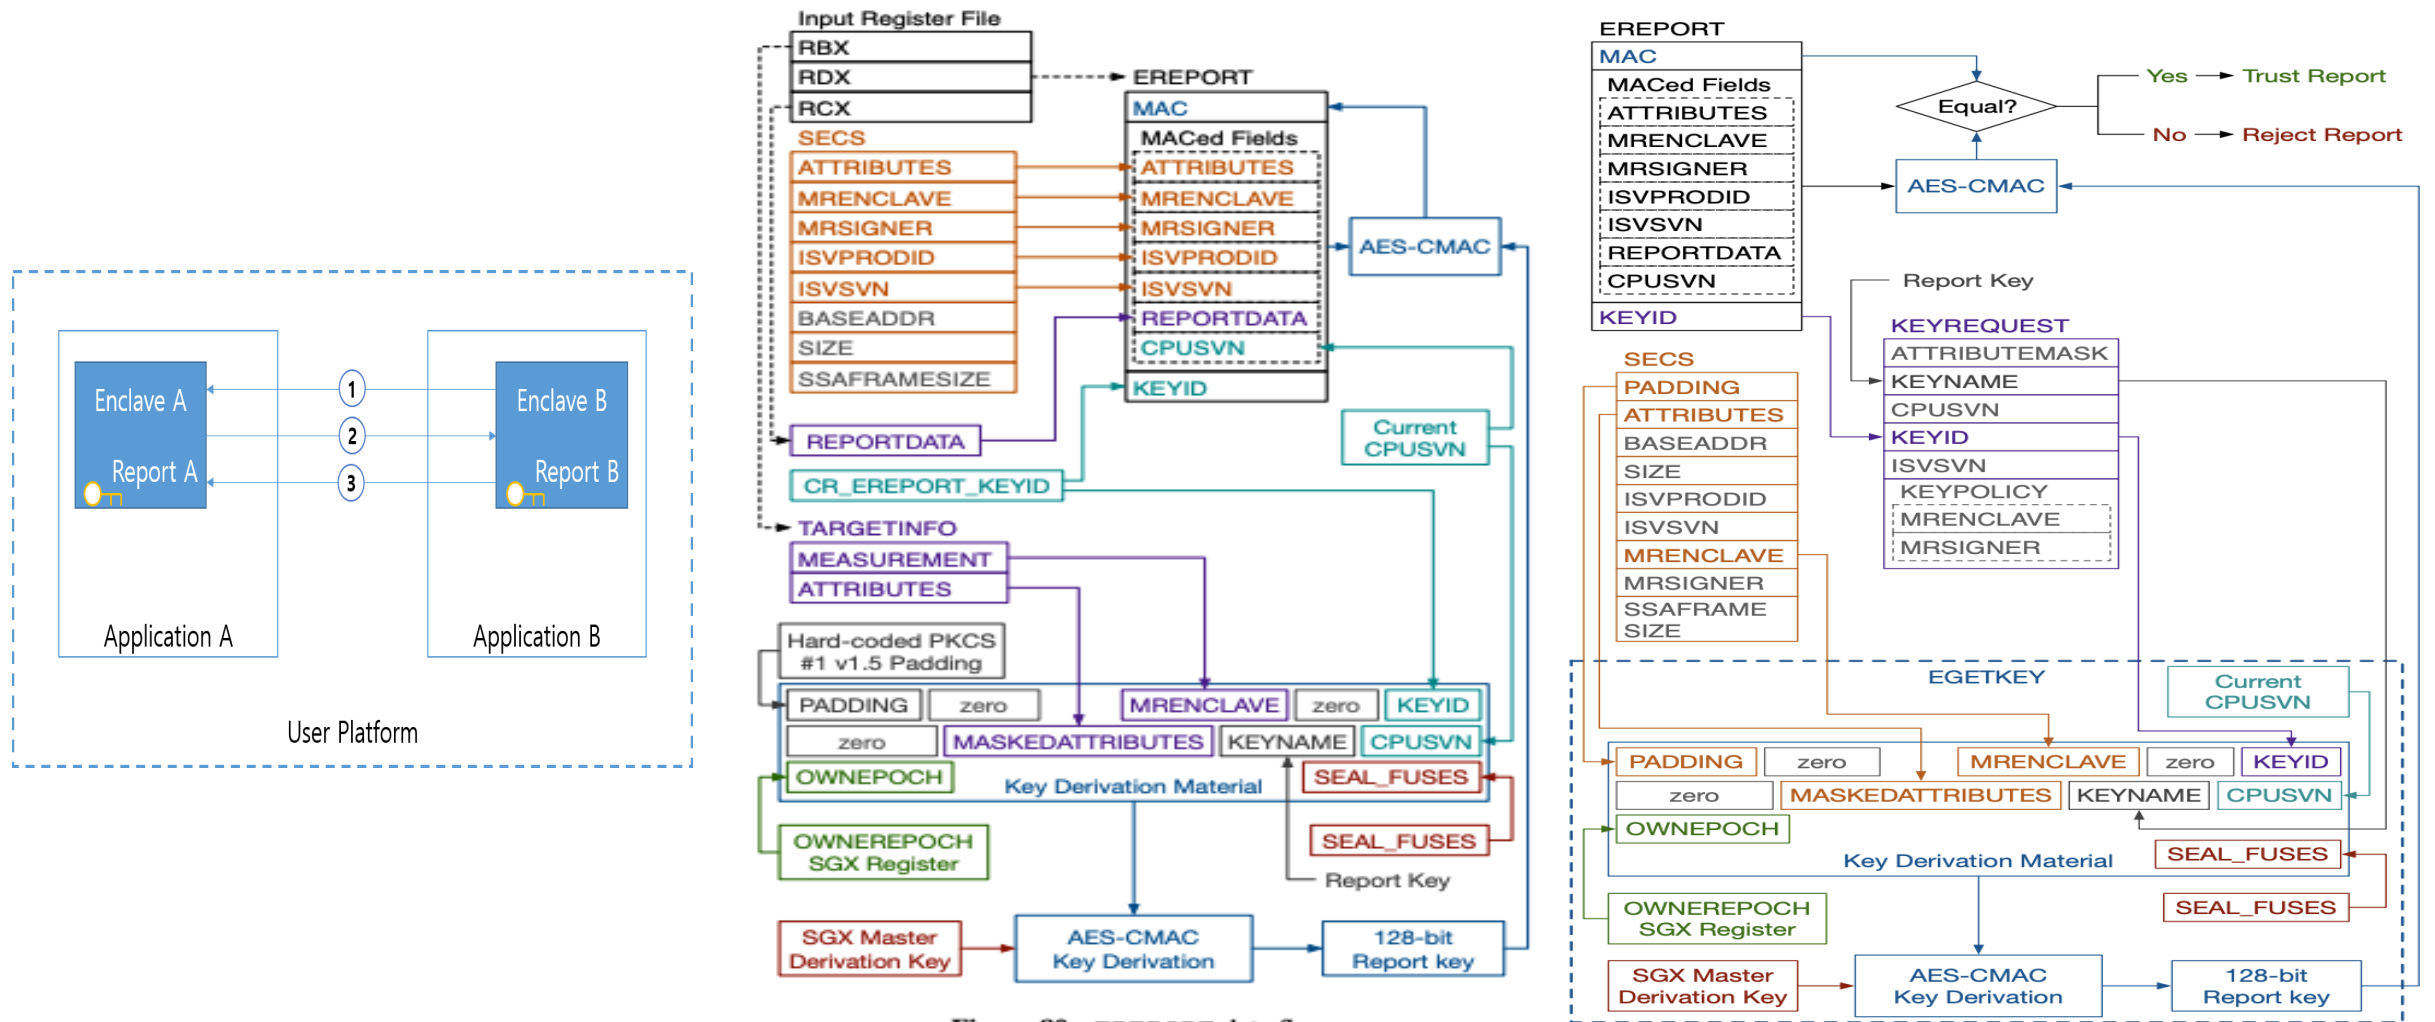 Enclave A
Report A
Application A
1
2
3
Enclave B
Report B
Application B
User Platform
Input Register File
RBX
RDX
RCX
SECS
ATTRIBUTES
MRENCLAVE
MRSIGNER
ISVPRODID
ISVSVN
BASEADDR
SIZE
SSAFRAMESIZE
EREPORT
MAC
MACed Fields
ATTRIBUTES
MRENCLAVE
MRSIGNER
ISVPRODID
ISVSVN
REPORTDATA
CPUSVN
KEYID
AES-CMAC
Current
CPUSVN
REPORTDATA
CR_EREPORT_KEYID
TARGETINFO
MEASUREMENT
ATTRIBUTES
Hard-coded PKCS
#1 v1.5 Padding
PADDING zero MRENCLAVE zero KEYID
zero MASKEDATTRIBUTES KEYNAME CPUSVN
OWNEPOCH
Key Derivation Material
SEAL_FUSES
OWNEREPOCH
SGX Register
SEAL_FUSES
Report Key
SGX Master
Derivation Key
AES-CMAC
Key Derivation
128-bit
Report key
EREPORT
MAC
MACed Fields
ATTRIBUTES
MRENCLAVE
MRSIGNER
ISVPRODID
ISVSVN
REPORTDATA
CPUSVN
KEYID
Equal?
Yes
Trust Report
No
Reject Report
AES-CMAC
Report Key
KEYREQUEST
ATTRIBUTEMASK
KEYNAME
CPUSVN
KEYID
ISVSVN
KEYPOLICY
MRENCLAVE
MRSIGNER
SECS
PADDING
ATTRIBUTES
BASEADDR
SIZE
ISVPRODID
ISVSVN
MRENCLAVE
MRSIGNER
SSAFRAME
SIZE
EGETKEY
Current
CPUSVN
PADDING zero MRENCLAVE zero KEYID
zero MASKEDATTRIBUTES KEYNAME CPUSVN
OWNEPOCH
Key Derivation Material
SEAL_FUSES
OWNEREPOCH
SGX Register
SEAL_FUSES
SGX Master
Derivation Key
AES-CMAC
Key Derivation
128-bit
Report key